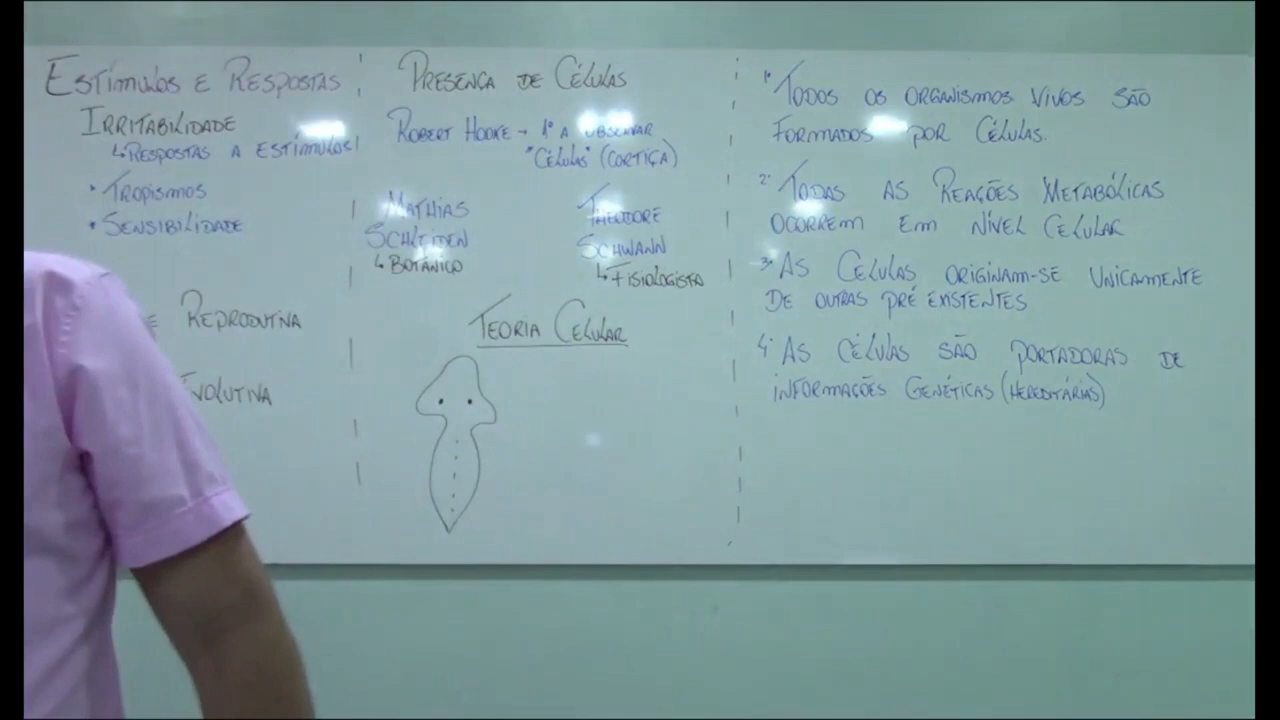 ESTÍMULOS E RESPOSTAS
IRRITABILIDADE
↳ RESPOSTAS A ESTÍMULOS
• TROPISMOS
• SENSIBILIDADE
REPRODUTIVA
EVOLUTIVA
PRESENÇA DE CÉLULAS
ROBERT HOOKE → 1º A OBSERVAR
"CÉLULAS" (CORTIÇA)
MATHIAS
SCHLEIDEN
↳ BOTÂNICO
THEODORE
SCHWANN
↳ FISIOLOGISTA
TEORIA CELULAR
1º TODOS OS ORGANISMOS VIVOS SÃO
FORMADOS POR CÉLULAS.
2º TODAS AS REAÇÕES METABÓLICAS
OCORREM EM NÍVEL CELULAR
3º AS CÉLULAS ORIGINAM-SE UNICAMENTE
DE OUTRAS PRÉ EXISTENTES
4º AS CÉLULAS SÃO PORTADORAS DE
INFORMAÇÕES GENÉTICAS (HEREDITÁRIAS)